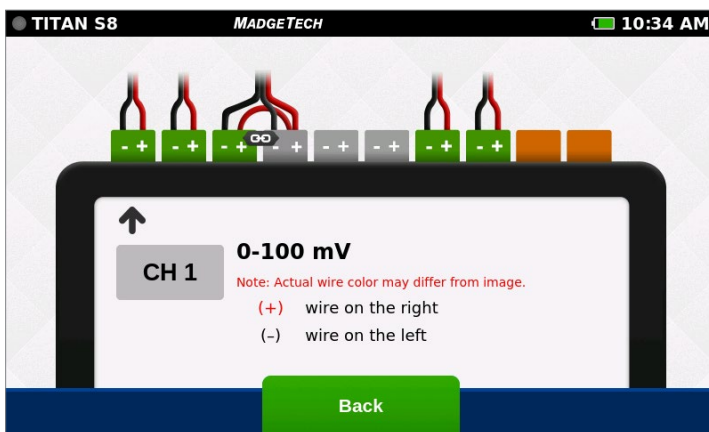 TITAN S8 MADGETECH 10:34 AM
- + - + - + - + - + - + - + - +
CH 1
0-100 mV
Note: Actual wire color may differ from image.
(+) wire on the right
(–) wire on the left
Back